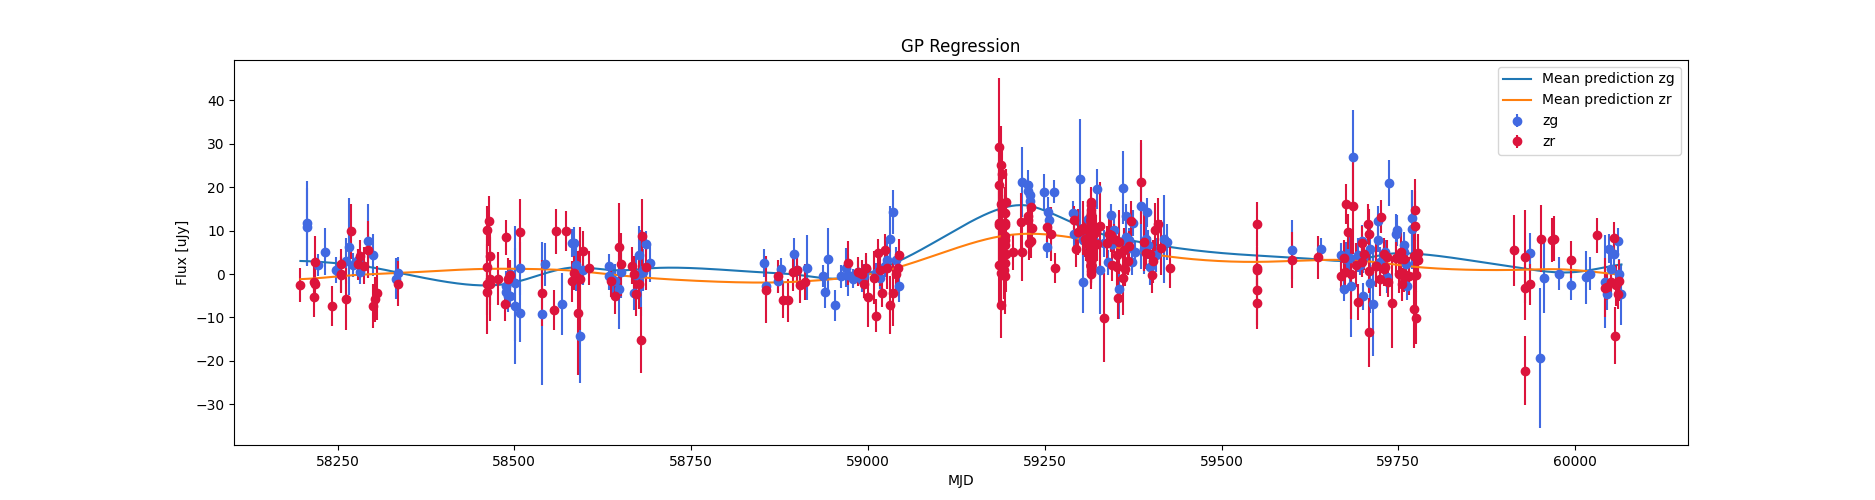 GP Regression
Flux [uJy]
40
30
20
10
0
−10
−20
−30
Mean prediction zg
Mean prediction zr
zg
zr
58250
58500
58750
59000
59250
59500
59750
60000
MJD